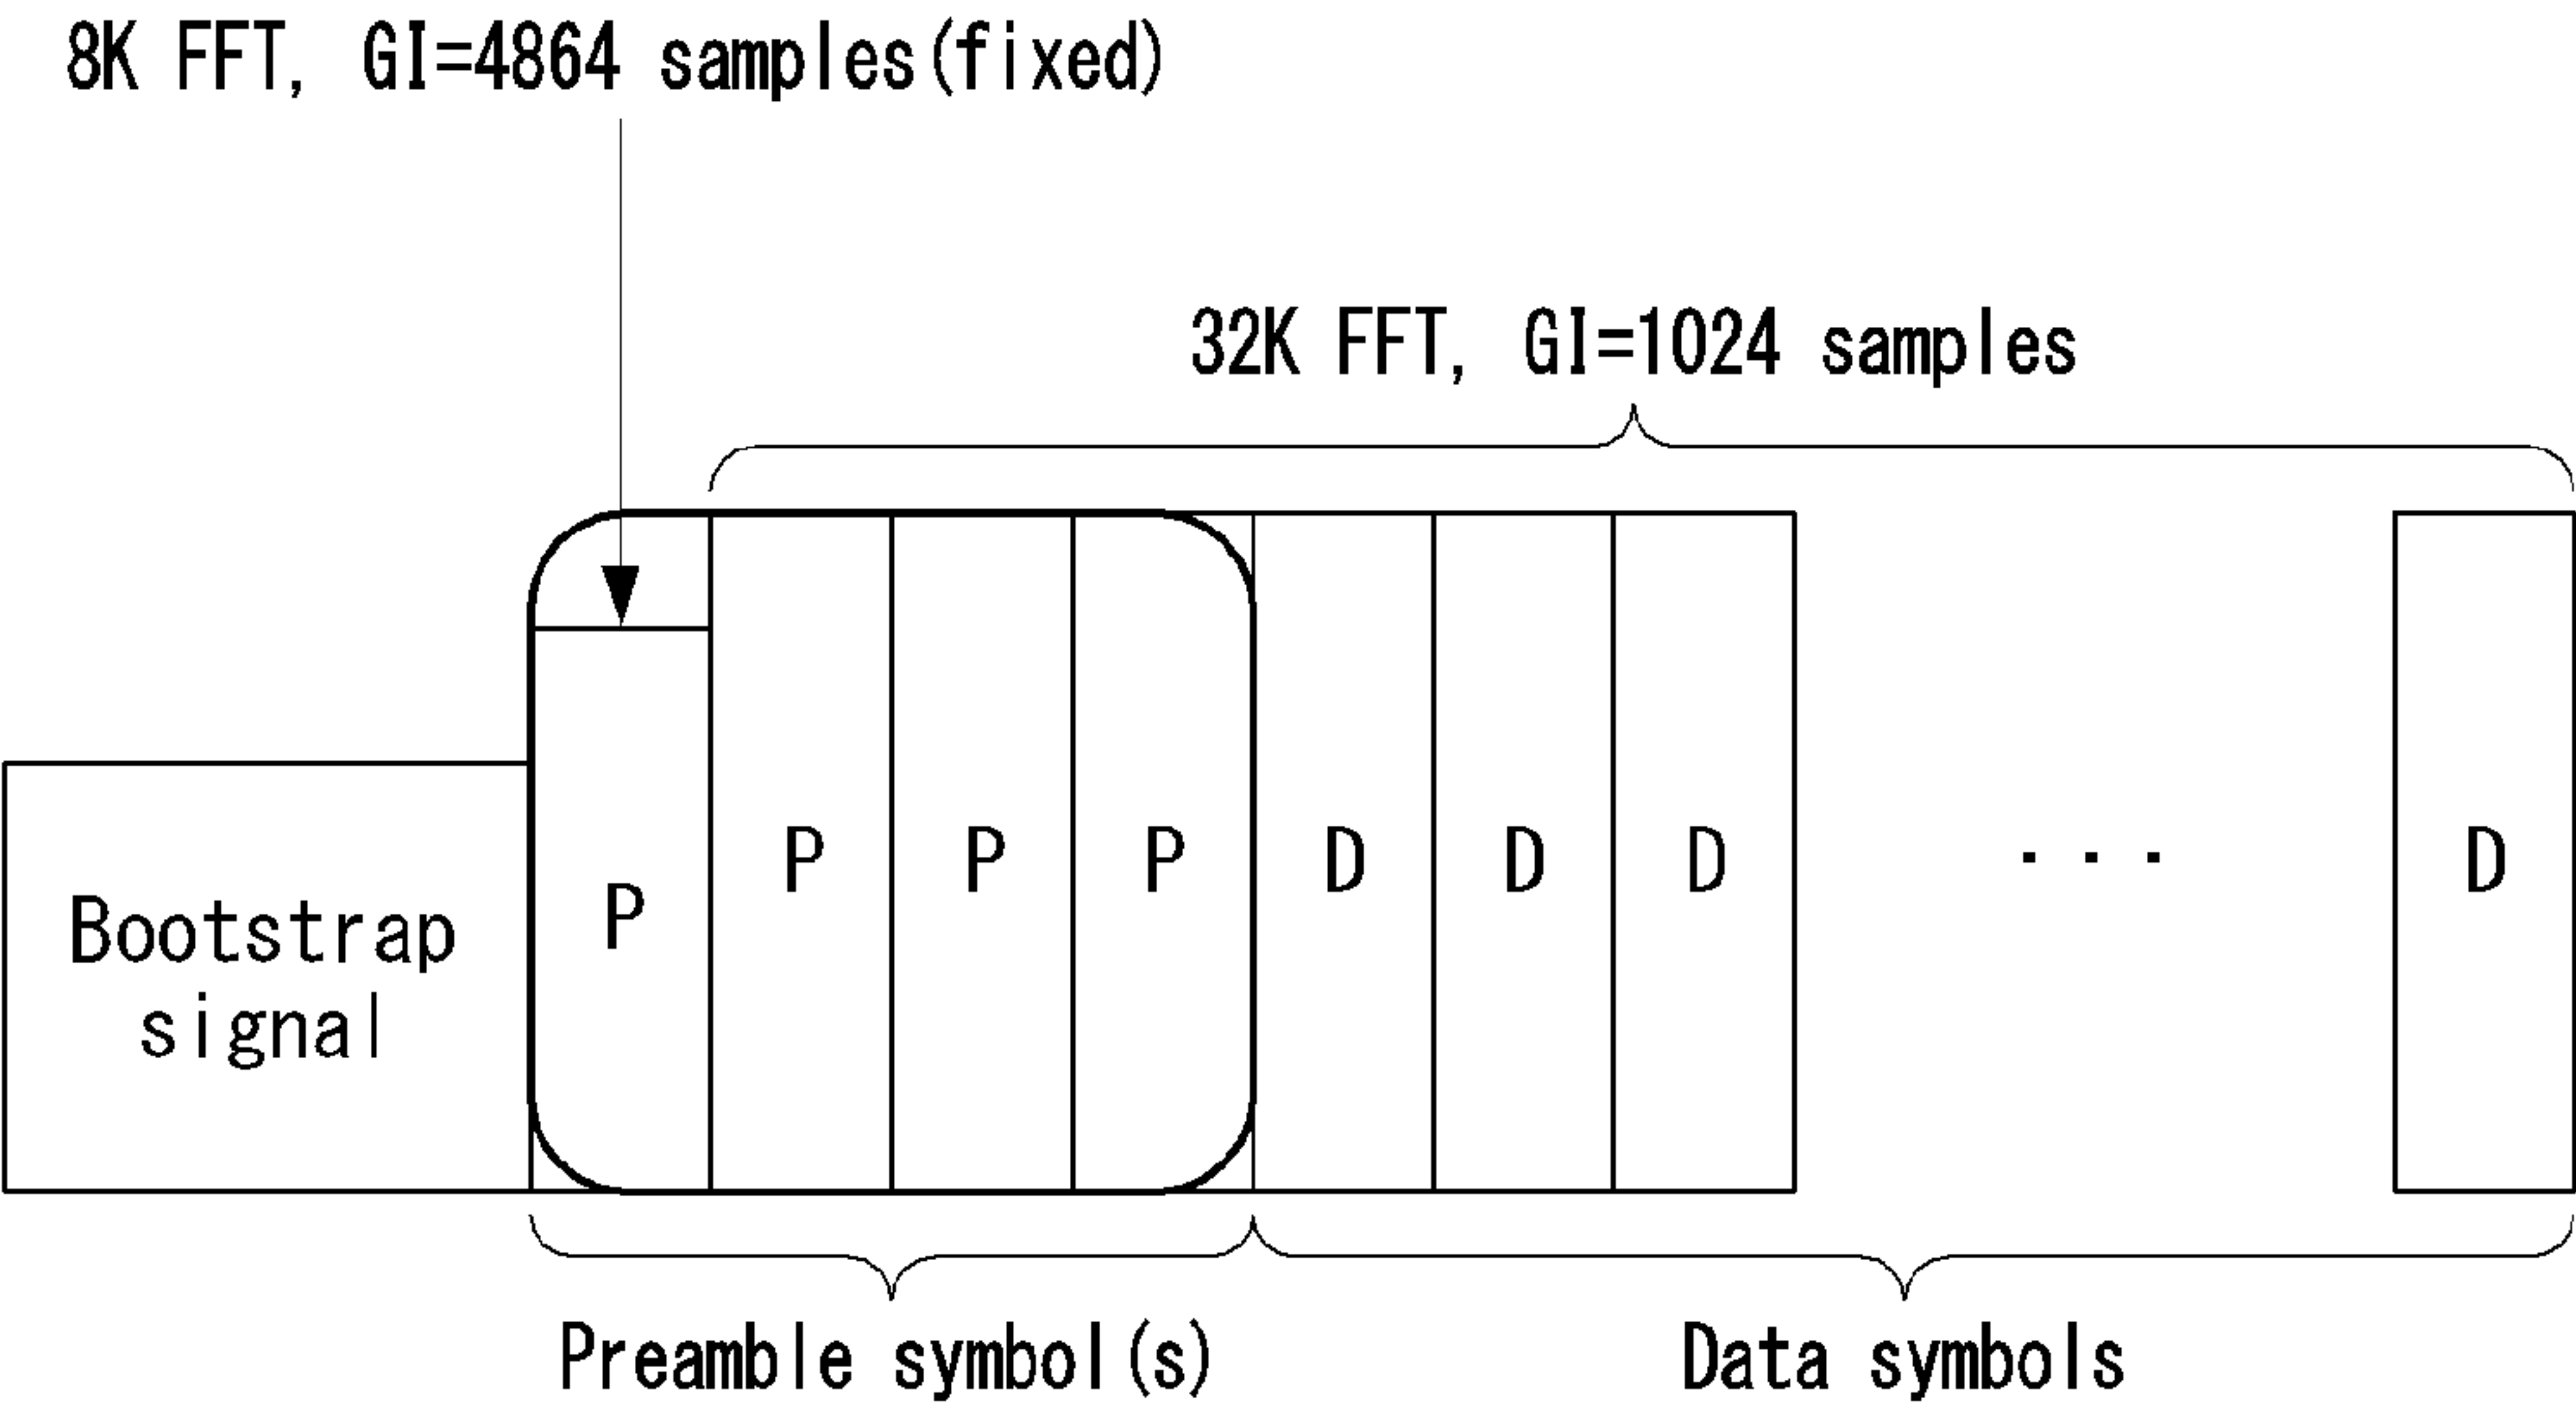 8K FFT, GI=4864 samples(fixed)
32K FFT, GI=1024 samples
Bootstrap
signal
P
P
P
P
D
D
D
...
D
Preamble symbol(s)
Data symbols